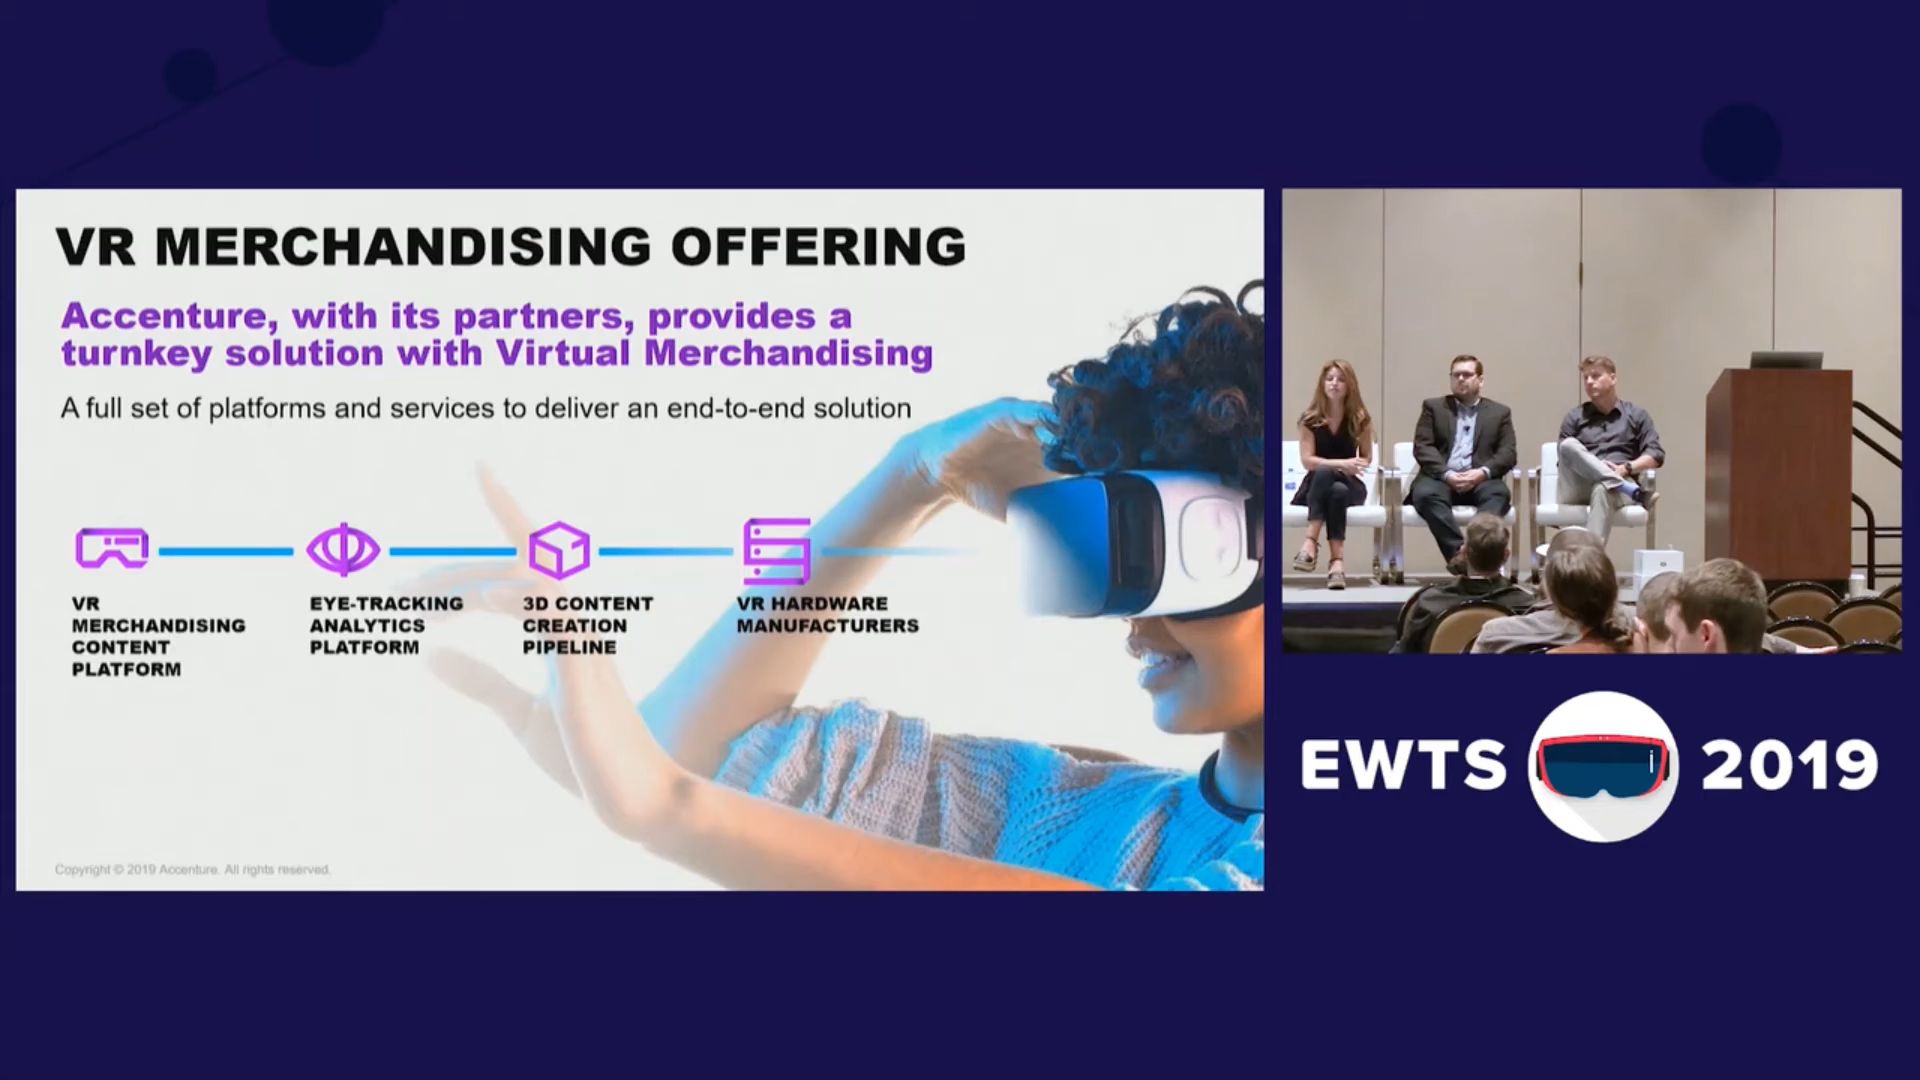 VR MERCHANDISING OFFERING
Accenture, with its partners, provides a
turnkey solution with Virtual Merchandising
A full set of platforms and services to deliver an end-to-end solution
VR
MERCHANDISING
CONTENT
PLATFORM
EYE-TRACKING
ANALYTICS
PLATFORM
3D CONTENT
CREATION
PIPELINE
VR HARDWARE
MANUFACTURERS
Copyright © 2019 Accenture. All rights reserved.
EWTS 2019